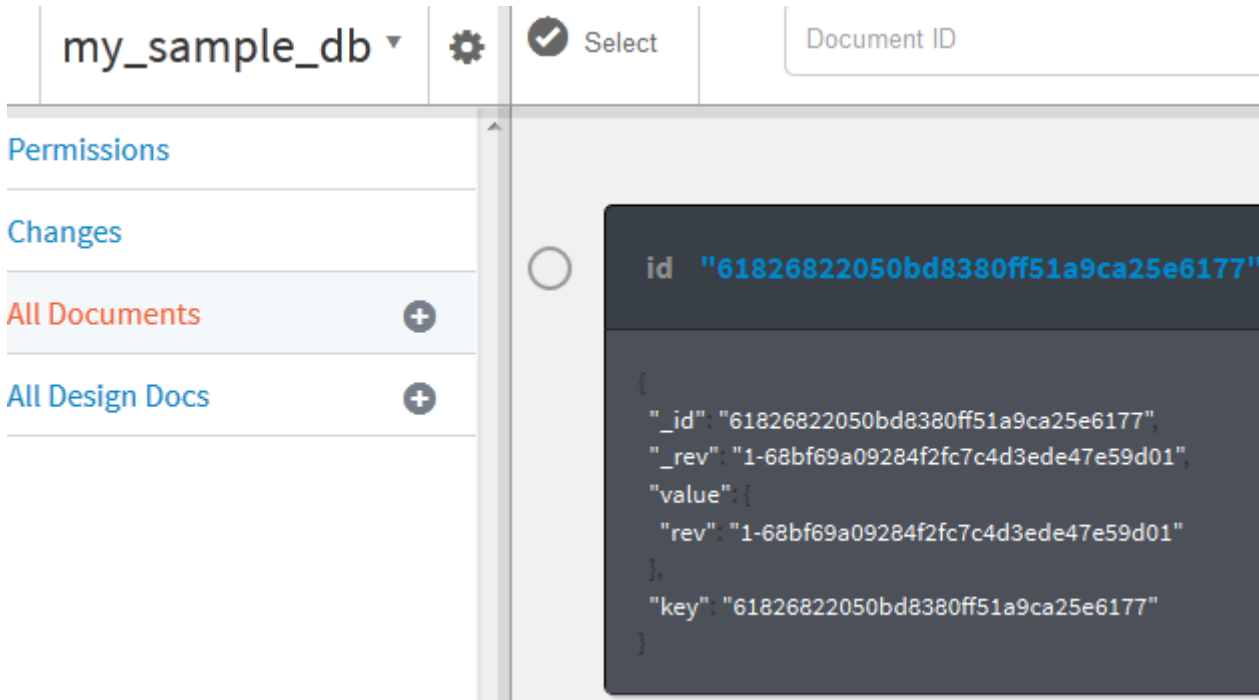 my_sample_db
Select
Document ID
Permissions
Changes
All Documents
All Design Docs
id "61826822050bd8380ff51a9ca25e6177"
{
"_id": "61826822050bd8380ff51a9ca25e6177",
"_rev": "1-68bf69a09284f2fc7c4d3ede47e59d01",
"value": {
"rev": "1-68bf69a09284f2fc7c4d3ede47e59d01"
},
"key": "61826822050bd8380ff51a9ca25e6177"
}